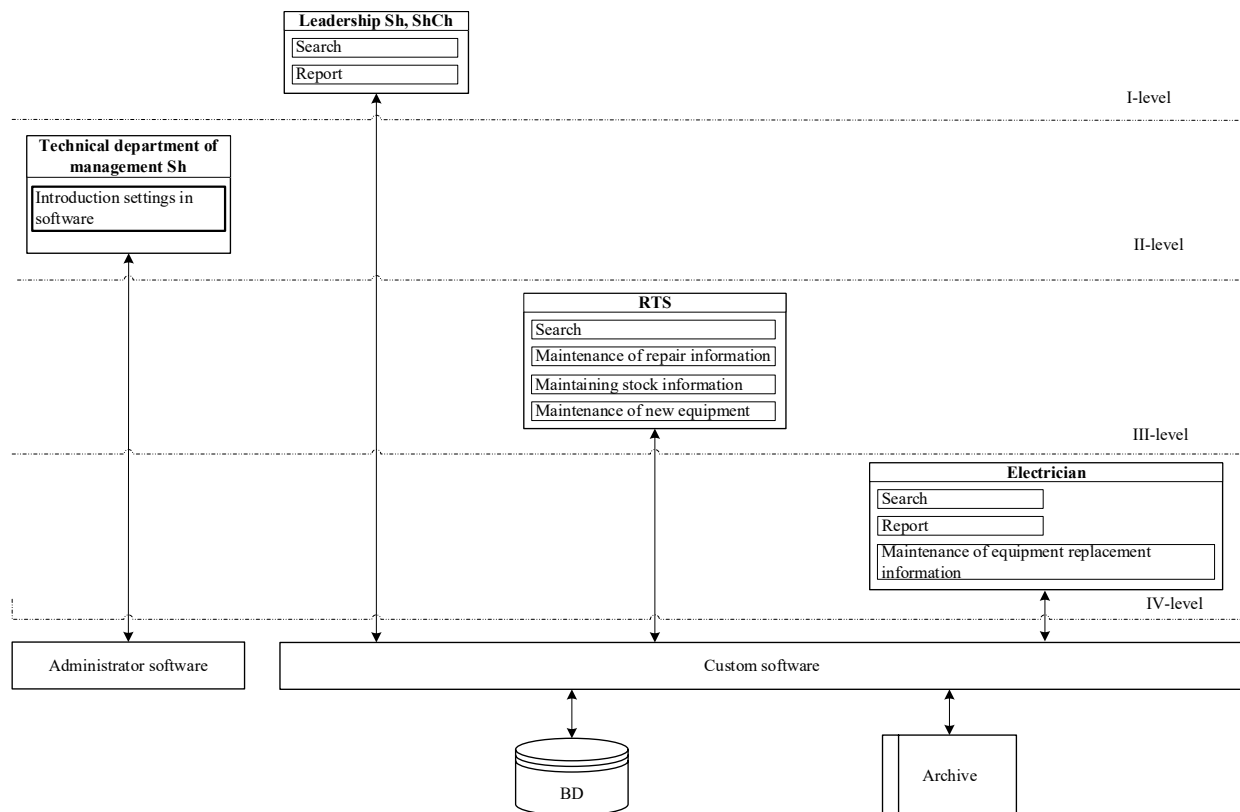 Leadership Sh, ShCh
Search
Report
I-level
Technical department of
management Sh
Introduction settings in
software
II-level
RTS
Search
Maintenance of repair information
Maintaining stock information
Maintenance of new equipment
III-level
Electrician
Search
Report
Maintenance of equipment replacement
information
IV-level
Administrator software
Custom software
BD
Archive